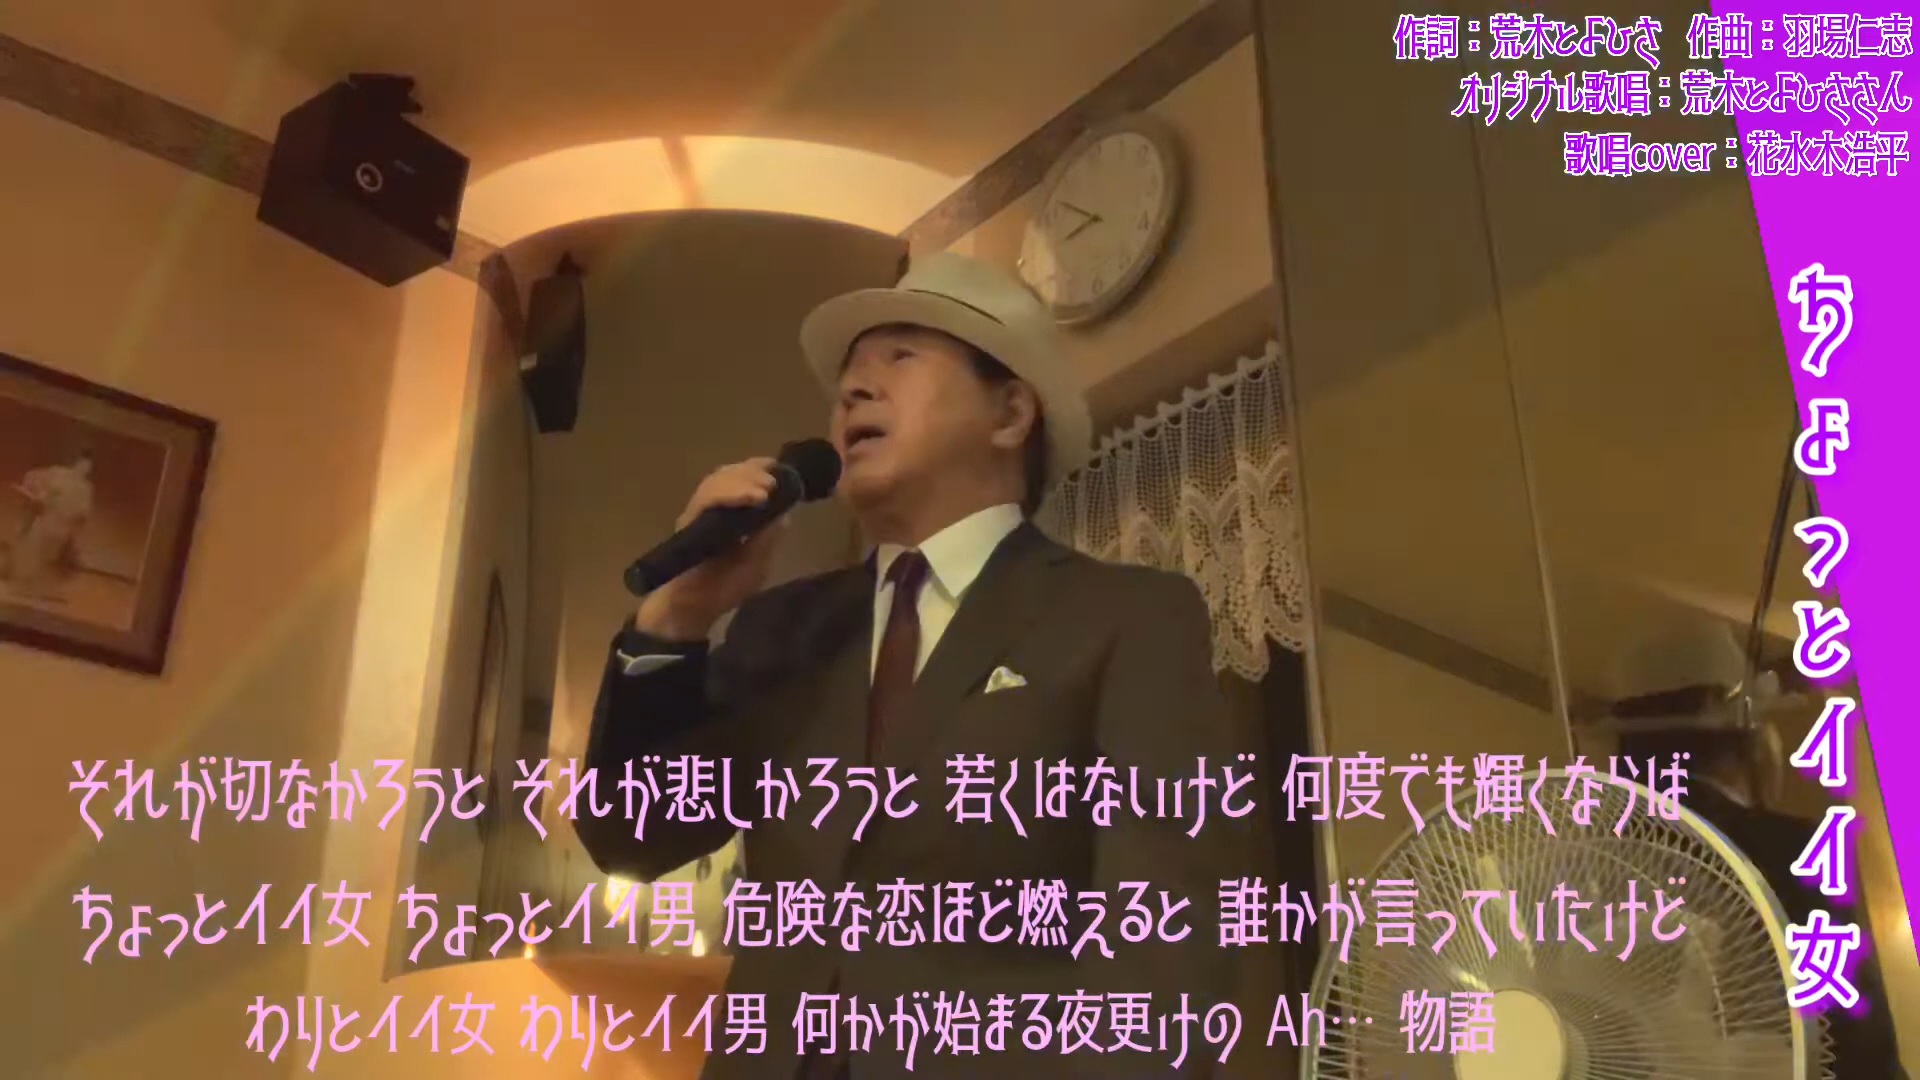 作詞：荒木とよひさ 作曲：羽場仁志
オリジナル歌唱：荒木とよひささん
歌唱cover：花水木浩平
ちょっとイイ女
それが切なかろうと それが悲しかろうと 若くはないけど 何度でも輝くならば
ちょっとイイ女 ちょっとイイ男 危険な恋ほど燃えると 誰かが言っていたけど
わりとイイ女 わりとイイ男 何かが始まる夜更けの Ah… 物語